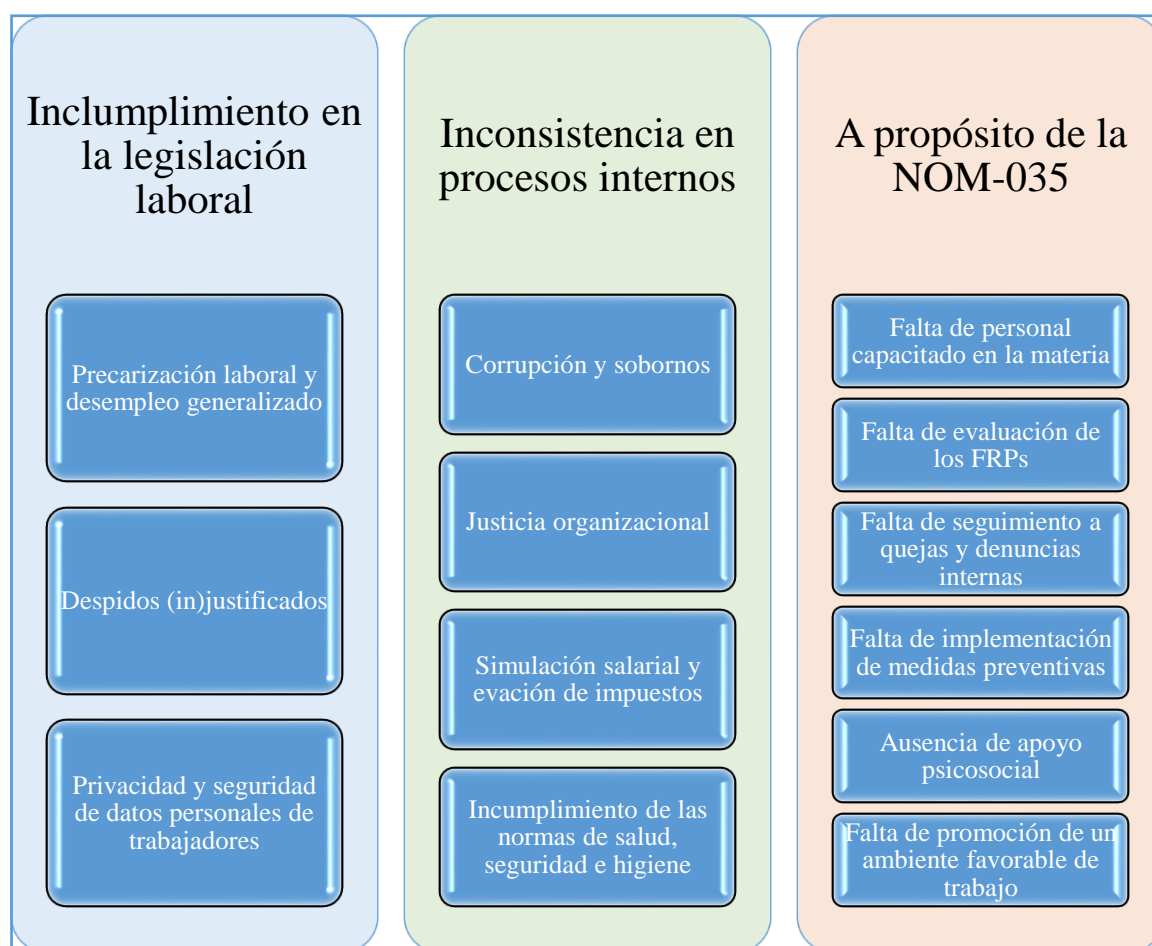 Inclumplimiento en
la legislación
laboral
Precarización laboral y
desempleo generalizado
Despidos (in)justificados
Privacidad y seguridad
de datos personales de
trabajadores
Inconsistencia en
procesos internos
Corrupción y sobornos
Justicia organizacional
Simulación salarial y
evación de impuestos
Incumplimiento de las
normas de salud,
seguridad e higiene
A propósito de la
NOM-035
Falta de personal
capacitado en la materia
Falta de evaluación de
los FRPs
Falta de seguimiento a
quejas y denuncias
internas
Falta de implementación
de medidas preventivas
Ausencia de apoyo
psicosocial
Falta de promoción de un
ambiente favorable de
trabajo